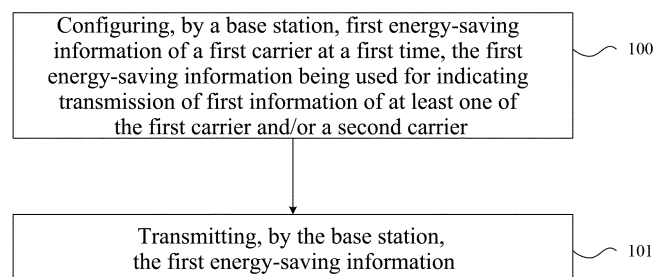 Configuring, by a base station, first energy-saving
information of a first carrier at a first time, the first
energy-saving information being used for indicating
transmission of first information of at least one of
the first carrier and/or a second carrier
100
Transmitting, by the base station,
the first energy-saving information
101